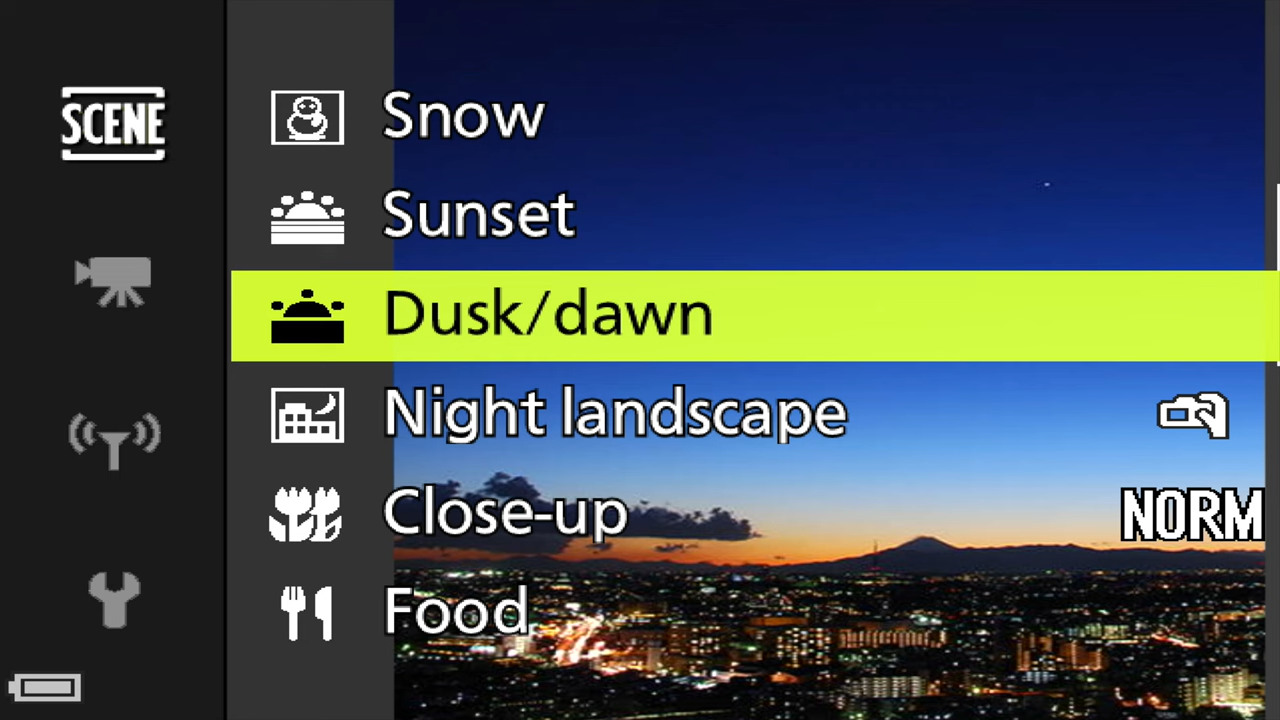 SCENE
Snow
Sunset
Dusk/dawn
Night landscape
Close-up NORM
Food